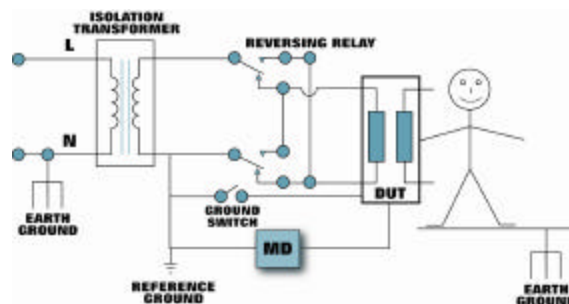 ISOLATION
TRANSFORMER
L
REVERSING RELAY
N
DUT
EARTH
GROUND
GROUND
SWITCH
MD
REFERENCE
GROUND
EARTH
GROUND